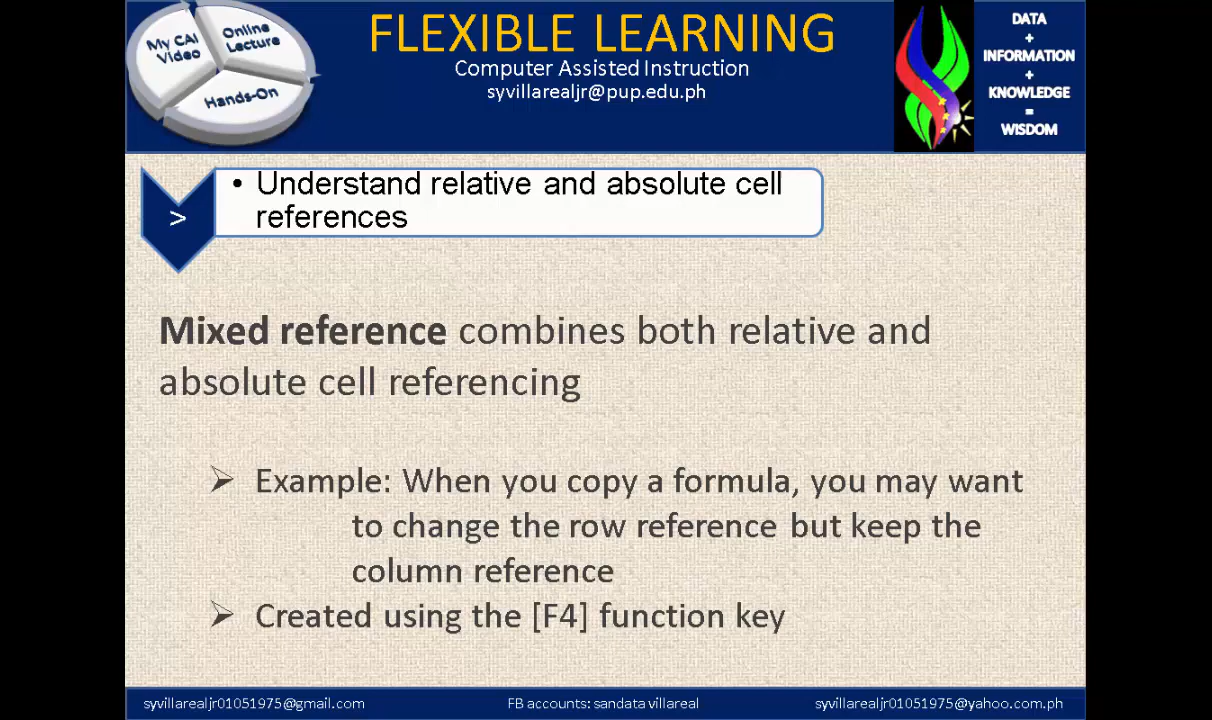 My CAI
Video
Online
Lecture
Hands-On
FLEXIBLE LEARNING
Computer Assisted Instruction
syvillarealjr@pup.edu.ph
DATA
+
INFORMATION
+
KNOWLEDGE
=
WISDOM
>
• Understand relative and absolute cell
references
Mixed reference combines both relative and
absolute cell referencing
➢ Example: When you copy a formula, you may want
to change the row reference but keep the
column reference
➢ Created using the [F4] function key
syvillarealjr01051975@gmail.com
FB accounts: sandata villareal
syvillarealjr01051975@yahoo.com.ph